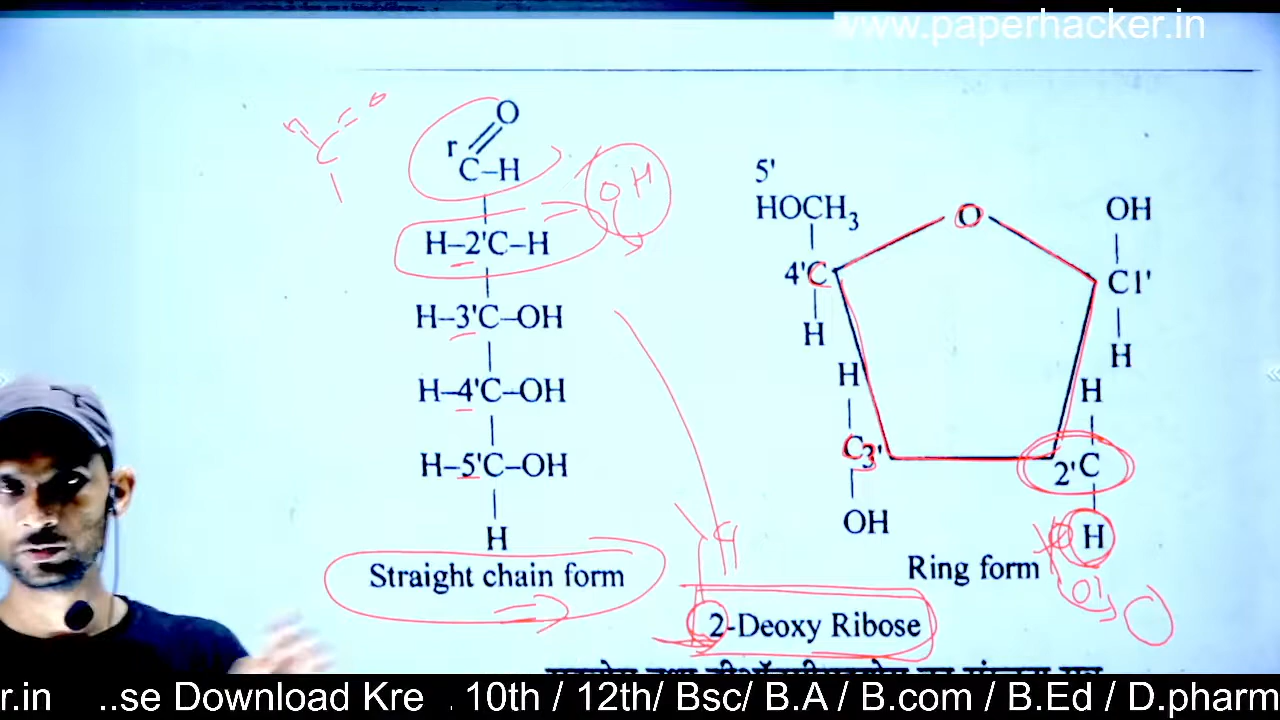 www.paperhacker.in
O
r
C–H
H–2'C–H
OH
H–3'C–OH
H–4'C–OH
H–5'C–OH
H
Straight chain form
5'
HOCH3
O
OH
4'C
C1'
H
H
H
H
C3'
2'C
OH
H
Ring form
2-Deoxy Ribose
r.in ..se Download Kre . 10th / 12th/ Bsc/ B.A / B.com / B.Ed / D.pharm